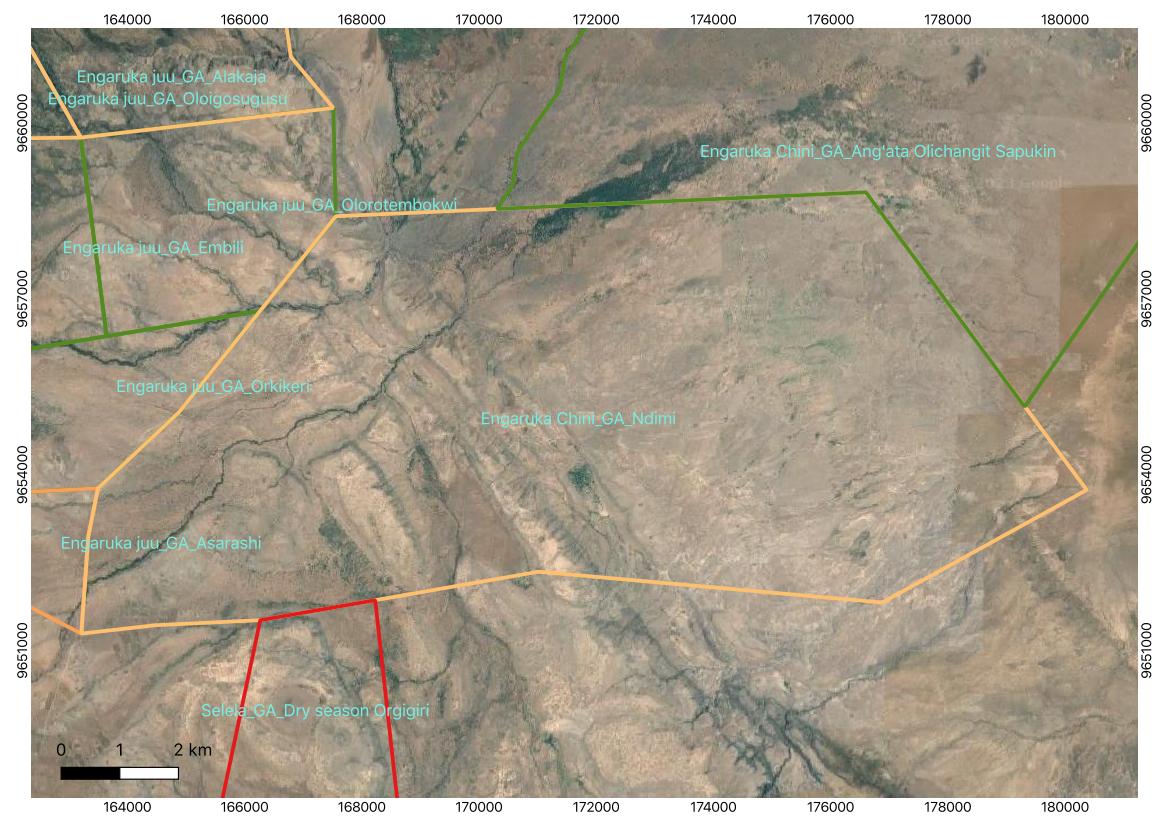 164000 166000 168000 170000 172000 174000 176000 178000 180000
Engaruka juu_GA_Alakaja
Engaruka juu_GA_Oloigosugusu
9660000
9660000
Engaruka Chini_GA_Ang'ata Olichangit Sapukin
Engaruka juu_GA_Olorotembokwi
Engaruka juu_GA_Embili
9657000
9657000
Engaruka juu_GA_Orkikeri
Engaruka Chini_GA_Ndimi
9654000
9654000
Engaruka juu_GA_Asarashi
9651000
9651000
Selela_GA_Dry season Orgigiri
0 1 2 km
164000 166000 168000 170000 172000 174000 176000 178000 180000